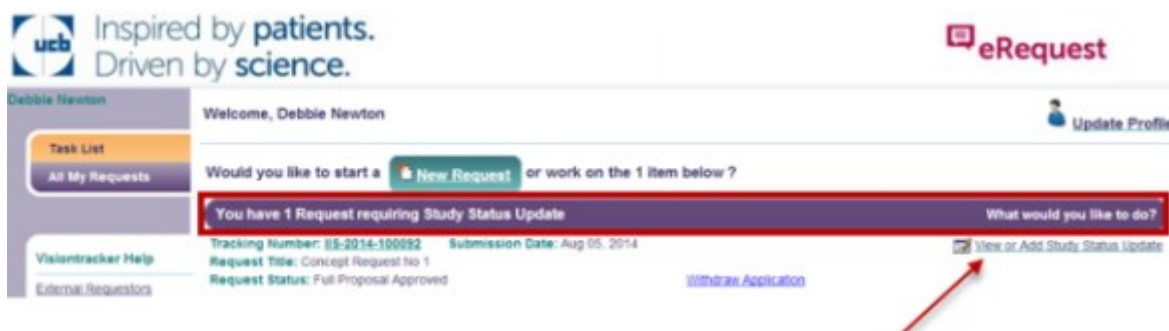 ucb
Inspired by patients.
Driven by science.
eRequest
Debbie Newton
Welcome, Debbie Newton
Update Profile
Task List
All My Requests
Would you like to start a New Request or work on the 1 item below ?
You have 1 Request requiring Study Status Update What would you like to do?
Tracking Number: IIS-2014-100092 Submission Date: Aug 05, 2014 View or Add Study Status Update
Request Title: Concept Request No 1
Request Status: Full Proposal Approved Withdraw Application
Visiontracker Help
External Requestors